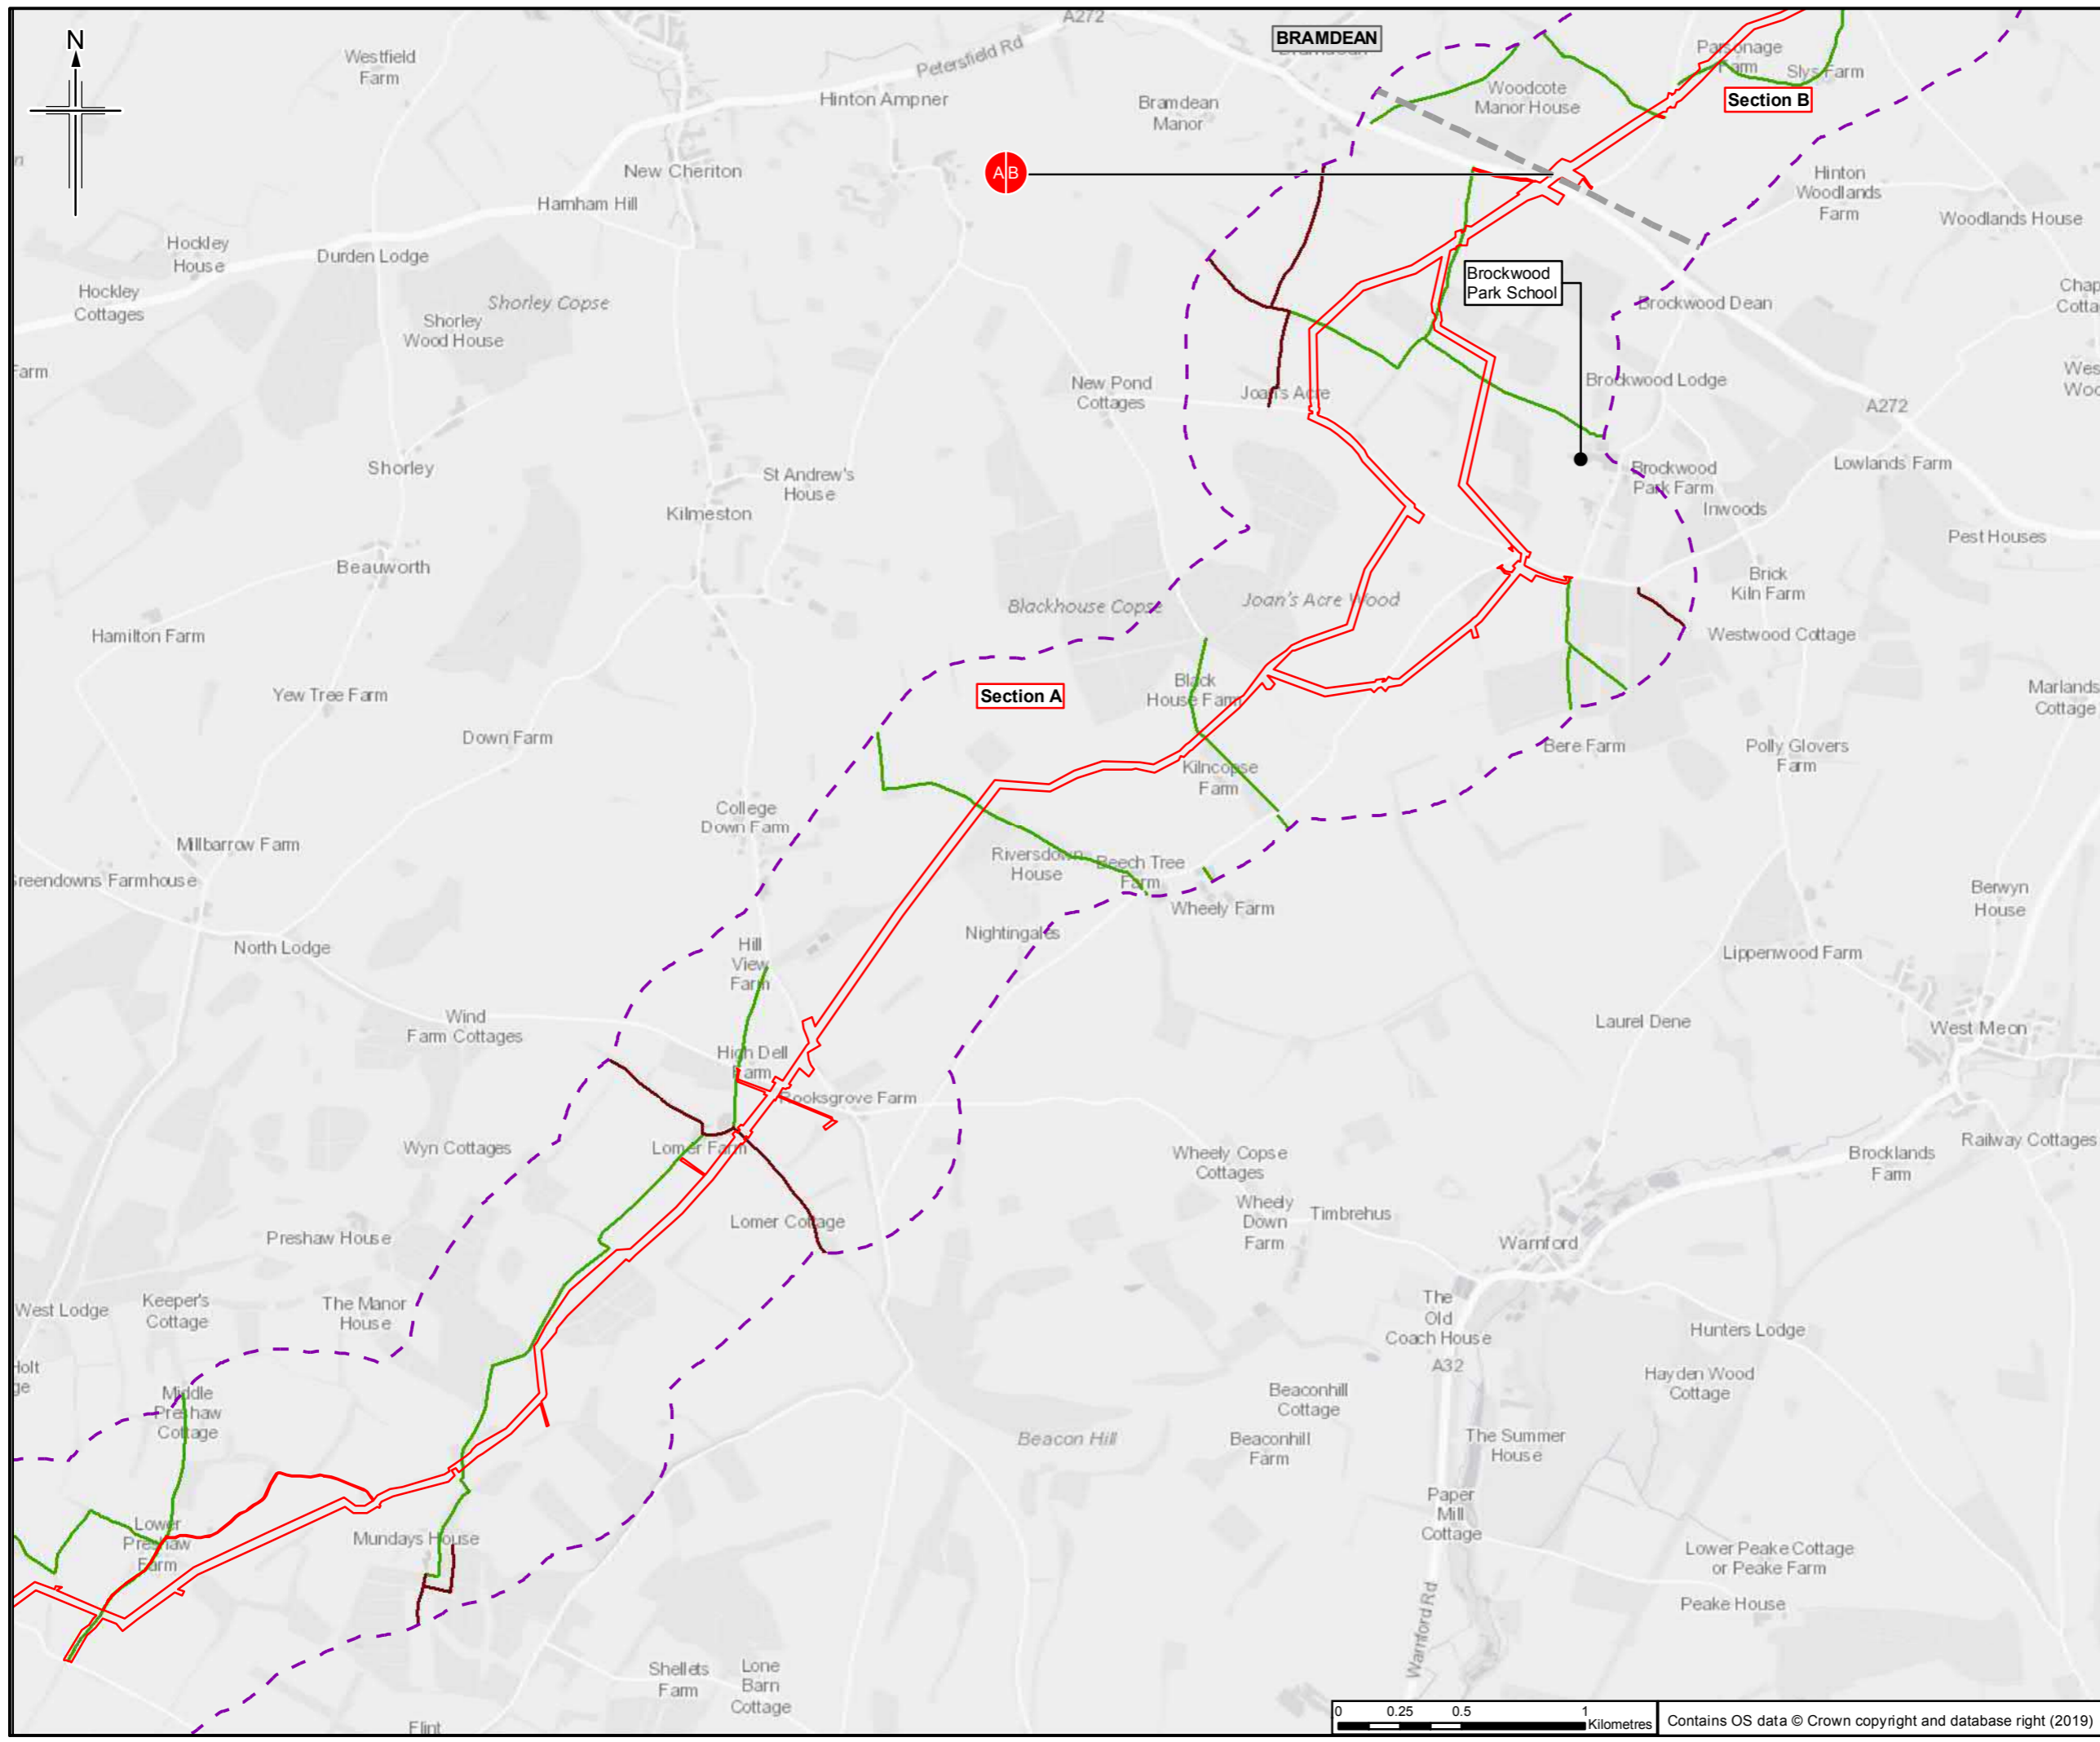 N
A272
Petersfield Rd
BRAMDEAN
Westfield
Farm
Hinton Ampner
Bramdean
Manor
Woodcote
Manor House
Parsonage
Farm
Slys Farm
Section B
A B
New Cheriton
Hamham Hill
Hockley
House
Durden Lodge
Hinton
Woodlands
Farm
Woodlands House
Hockley
Cottages
Shorley Copse
Shorley
Wood House
Brockwood
Park School
Brockwood Dean
Chap
Cotta
Farm
New Pond
Cottages
Joan's Acre
Brockwood Lodge
Wes
Woo
A272
Shorley
St Andrew's
House
Kilmeston
Brockwood
Park Farm
Lowlands Farm
Inwoods
Pest Houses
Beauworth
Brick
Kiln Farm
Blackhouse Copse
Joan's Acre Wood
Hamilton Farm
Westwood Cottage
Yew Tree Farm
Section A
Black
House Farm
Marlands
Cottage
Down Farm
Bere Farm
Polly Glovers
Farm
Kilncopse
Farm
College
Down Farm
Millbarrow Farm
Riversdown
House
Beech Tree
Farm
Greendowns Farmhouse
Wheely Farm
Berwyn
House
North Lodge
Nightingales
Hill
View
Farm
Lippenwood Farm
Wind
Farm Cottages
Laurel Dene
West Meon
High Dell
Farm
Rooksgrove Farm
Wyn Cottages
Lomer Farm
Wheely Copse
Cottages
Brocklands
Farm
Railway Cottages
Lomer Cottage
Wheely
Down
Farm
Timbrehus
Preshaw House
Warnford
West Lodge
Keeper's
Cottage
The Manor
House
The
Old
Coach House
Hunters Lodge
Holt
ge
A32
Middle
Preshaw
Cottage
Beaconhill
Cottage
Hayden Wood
Cottage
Beacon Hill
Beaconhill
Farm
The Summer
House
Lower
Preshaw
Farm
Mundays House
Paper
Mill
Cottage
Lower Peake Cottage
or Peake Farm
Peake House
Warnford Rd
Shellets
Farm
Lone
Barn
Cottage
Flint
0 0.25 0.5 1
Kilometres
Contains OS data © Crown copyright and database right (2019)